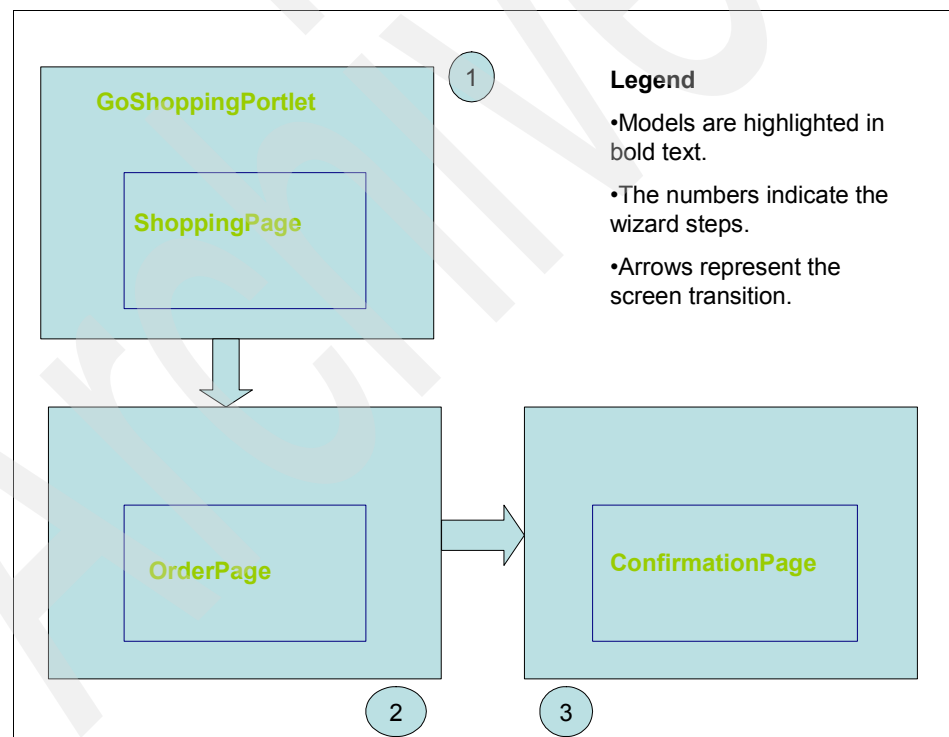 1
GoShoppingPortlet
ShoppingPage
Legend
•Models are highlighted in
bold text.
•The numbers indicate the
wizard steps.
•Arrows represent the
screen transition.
OrderPage
ConfirmationPage
2
3
Archive